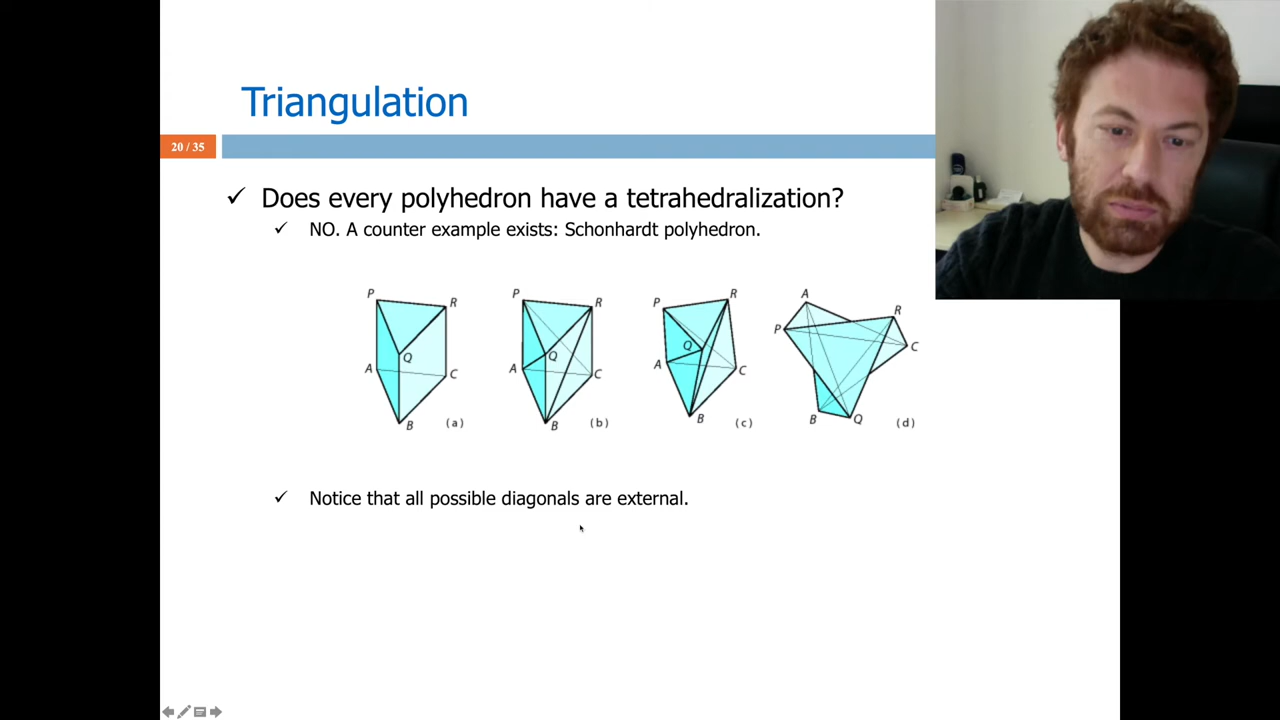 Triangulation
20 / 35
✓ Does every polyhedron have a tetrahedralization?
✓ NO. A counter example exists: Schonhardt polyhedron.
P R Q A C B (a)
P R Q A C B (b)
P R Q A C B (c)
A R P C B Q (d)
✓ Notice that all possible diagonals are external.